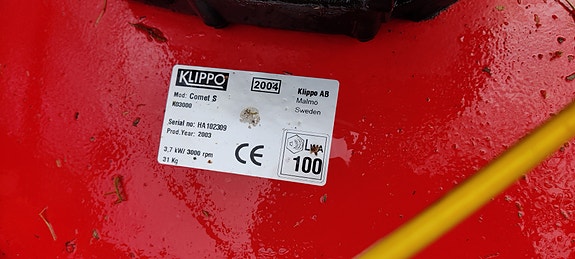 KLIPPO 2004 Klippo AB
Mod: Comet S Malmö
K03000 Sweden
Serial no: HA102309
Prod.Year: 2003
3,7 kW/ 3000 rpm
31 Kg
CE
LWA
100